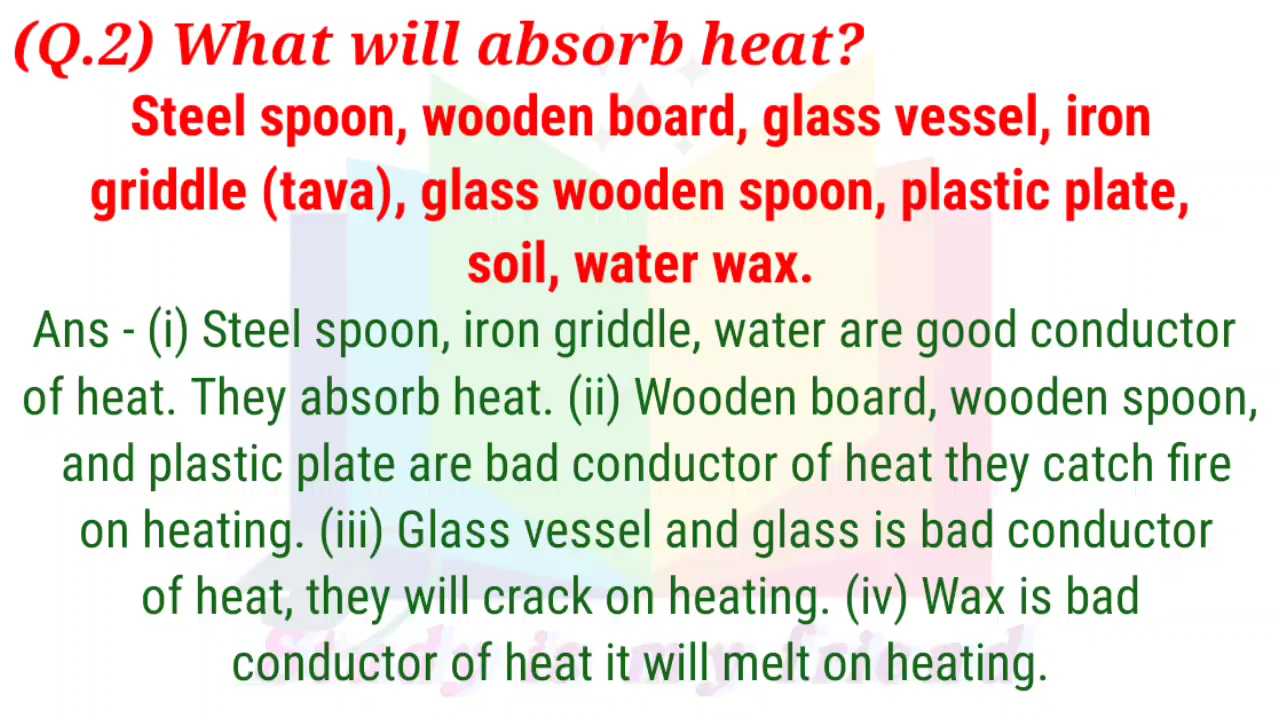 (Q.2) What will absorb heat?
Steel spoon, wooden board, glass vessel, iron
griddle (tava), glass wooden spoon, plastic plate,
soil, water wax.
Ans - (i) Steel spoon, iron griddle, water are good conductor
of heat. They absorb heat. (ii) Wooden board, wooden spoon,
and plastic plate are bad conductor of heat they catch fire
on heating. (iii) Glass vessel and glass is bad conductor
of heat, they will crack on heating. (iv) Wax is bad
Study is my friend
conductor of heat it will melt on heating.